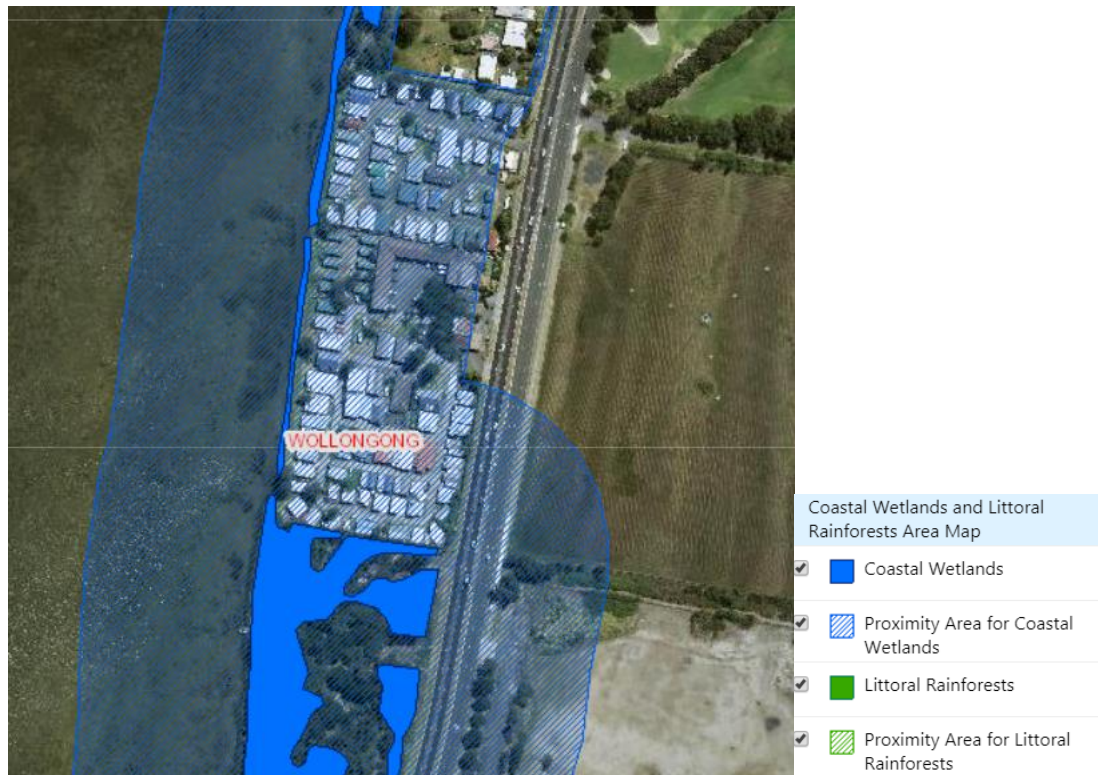 WOLLONGONG
Coastal Wetlands and Littoral
Rainforests Area Map
Coastal Wetlands
Proximity Area for Coastal
Wetlands
Littoral Rainforests
Proximity Area for Littoral
Rainforests